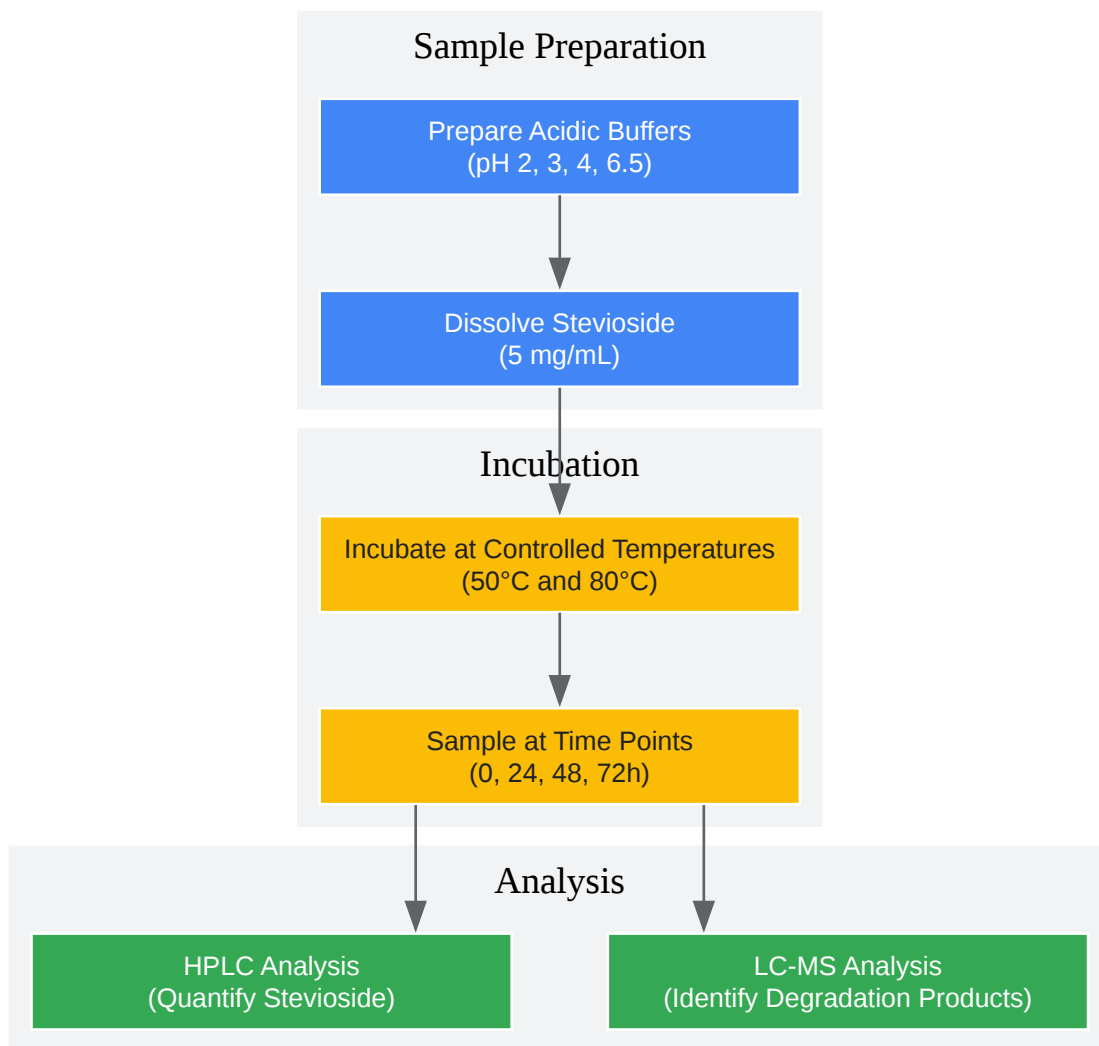 Sample Preparation
Prepare Acidic Buffers
(pH 2, 3, 4, 6.5)
Dissolve Stevioside
(5 mg/mL)
Incubation
Incubate at Controlled Temperatures
(50°C and 80°C)
Sample at Time Points
(0, 24, 48, 72h)
Analysis
HPLC Analysis
(Quantify Stevioside)
LC-MS Analysis
(Identify Degradation Products)